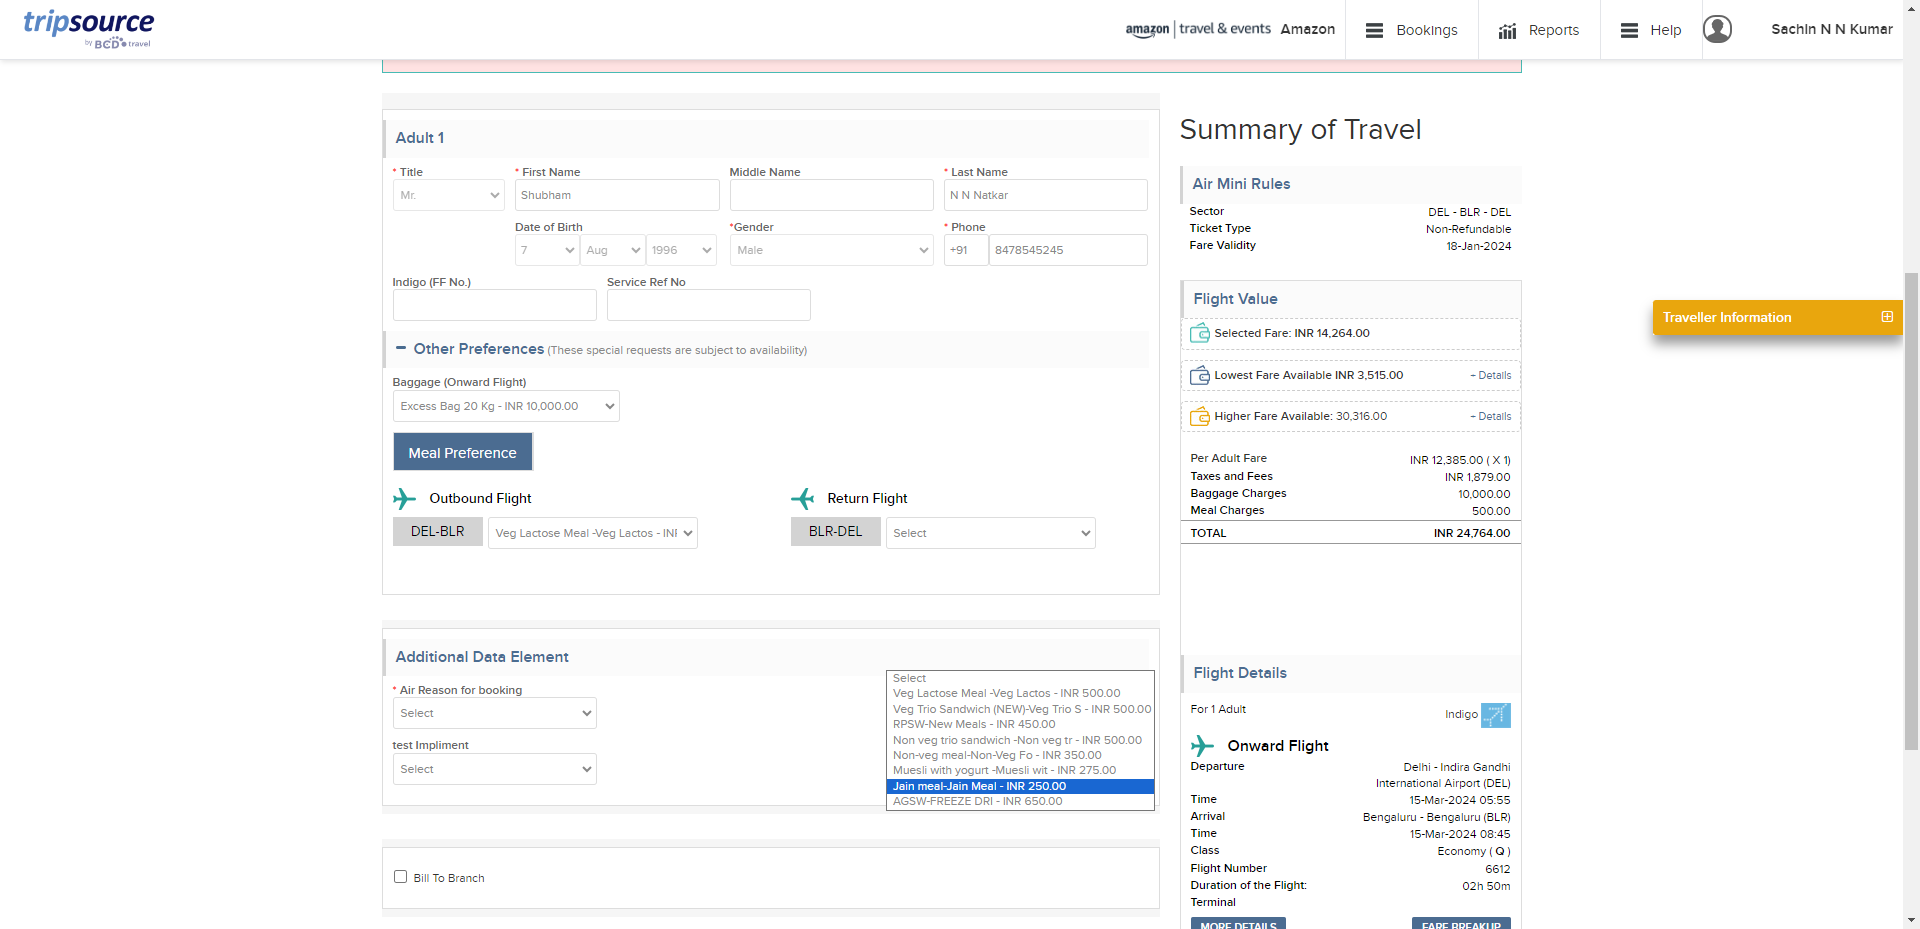 tripsource
by BCD travel
amazon | travel & events Amazon
Bookings
Reports
Help
Sachin N N Kumar
Adult 1
* Title
* First Name
Middle Name
* Last Name
Mr.
Shubham
N N Natkar
Date of Birth
*Gender
* Phone
7
Aug
1996
Male
+91
8478545245
Indigo (FF No.)
Service Ref No
Other Preferences (These special requests are subject to availability)
Baggage (Onward Flight)
Excess Bag 20 Kg - INR 10,000.00
Meal Preference
Outbound Flight
Return Flight
DEL-BLR
Veg Lactose Meal -Veg Lactos - INR
BLR-DEL
Select
Additional Data Element
* Air Reason for booking
Select
test Impliment
Select
Select
Veg Lactose Meal -Veg Lactos - INR 500.00
Veg Trio Sandwich (NEW)-Veg Trio S - INR 500.00
RPSW-New Meals - INR 450.00
Non veg trio sandwich -Non veg tr - INR 500.00
Non-veg meal-Non-Veg Fo - INR 350.00
Muesli with yogurt -Muesli wit - INR 275.00
Jain meal-Jain Meal - INR 250.00
AGSW-FREEZE DRI - INR 650.00
Bill To Branch
Summary of Travel
Air Mini Rules
Sector DEL - BLR - DEL
Ticket Type Non-Refundable
Fare Validity 18-Jan-2024
Flight Value
Selected Fare: INR 14,264.00
Lowest Fare Available INR 3,515.00 + Details
Higher Fare Available: 30,316.00 + Details
Per Adult Fare INR 12,385.00 ( X 1)
Taxes and Fees INR 1,879.00
Baggage Charges 10,000.00
Meal Charges 500.00
TOTAL INR 24,764.00
Flight Details
For 1 Adult Indigo
Onward Flight
Departure Delhi - Indira Gandhi
International Airport (DEL)
Time 15-Mar-2024 05:55
Arrival Bengaluru - Bengaluru (BLR)
Time 15-Mar-2024 08:45
Class Economy ( Q )
Flight Number 6612
Duration of the Flight: 02h 50m
Terminal
MORE DETAILS
FARE BREAKUP
Traveller Information